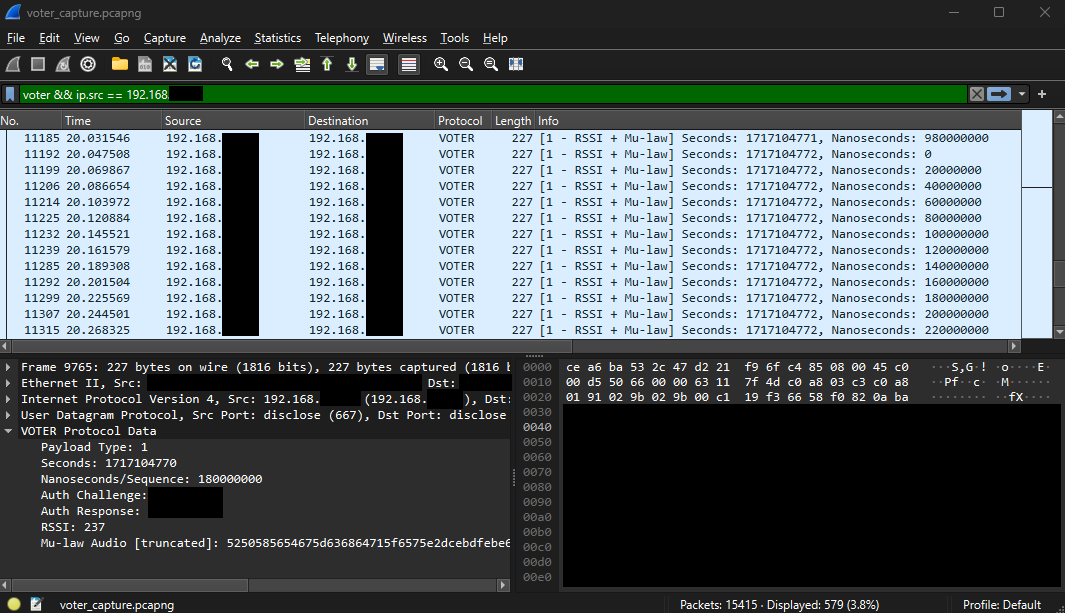 voter_capture.pcapng
File Edit View Go Capture Analyze Statistics Telephony Wireless Tools Help
voter && ip.src == 192.168.
No. Time Source Destination Protocol Length Info
11185 20.031546 192.168. 192.168. VOTER 227 [1 - RSSI + Mu-law] Seconds: 1717104771, Nanoseconds: 980000000
11192 20.047508 192.168. 192.168. VOTER 227 [1 - RSSI + Mu-law] Seconds: 1717104772, Nanoseconds: 0
11199 20.069867 192.168. 192.168. VOTER 227 [1 - RSSI + Mu-law] Seconds: 1717104772, Nanoseconds: 20000000
11206 20.086654 192.168. 192.168. VOTER 227 [1 - RSSI + Mu-law] Seconds: 1717104772, Nanoseconds: 40000000
11214 20.103972 192.168. 192.168. VOTER 227 [1 - RSSI + Mu-law] Seconds: 1717104772, Nanoseconds: 60000000
11225 20.120884 192.168. 192.168. VOTER 227 [1 - RSSI + Mu-law] Seconds: 1717104772, Nanoseconds: 80000000
11232 20.145521 192.168. 192.168. VOTER 227 [1 - RSSI + Mu-law] Seconds: 1717104772, Nanoseconds: 100000000
11239 20.161579 192.168. 192.168. VOTER 227 [1 - RSSI + Mu-law] Seconds: 1717104772, Nanoseconds: 120000000
11285 20.189308 192.168. 192.168. VOTER 227 [1 - RSSI + Mu-law] Seconds: 1717104772, Nanoseconds: 140000000
11292 20.201504 192.168. 192.168. VOTER 227 [1 - RSSI + Mu-law] Seconds: 1717104772, Nanoseconds: 160000000
11299 20.225569 192.168. 192.168. VOTER 227 [1 - RSSI + Mu-law] Seconds: 1717104772, Nanoseconds: 180000000
11307 20.244501 192.168. 192.168. VOTER 227 [1 - RSSI + Mu-law] Seconds: 1717104772, Nanoseconds: 200000000
11315 20.268325 192.168. 192.168. VOTER 227 [1 - RSSI + Mu-law] Seconds: 1717104772, Nanoseconds: 220000000
Frame 9765: 227 bytes on wire (1816 bits), 227 bytes captured (1816 b
Ethernet II, Src: Dst:
Internet Protocol Version 4, Src: 192.168. (192.168. ), Dst:
User Datagram Protocol, Src Port: disclose (667), Dst Port: disclose
VOTER Protocol Data
Payload Type: 1
Seconds: 1717104770
Nanoseconds/Sequence: 180000000
Auth Challenge:
Auth Response:
RSSI: 237
Mu-law Audio [truncated]: 5250585654675d636864715f6575e2dcebdfebe6
0000 ce a6 ba 53 2c 47 d2 21 f9 6f c4 85 08 00 45 c0 ···S,G·! ·o····E·
0010 00 d5 50 66 00 00 63 11 7f 4d c0 a8 03 c3 c0 a8 ··Pf··c· ·M······
0020 01 91 02 9b 02 9b 00 c1 19 f3 66 58 f0 82 0a ba ········ ··fX····
0030
0040
0050
0060
0070
0080
0090
00a0
00b0
00c0
00d0
00e0
voter_capture.pcapng
Packets: 15415 · Displayed: 579 (3.8%)
Profile: Default